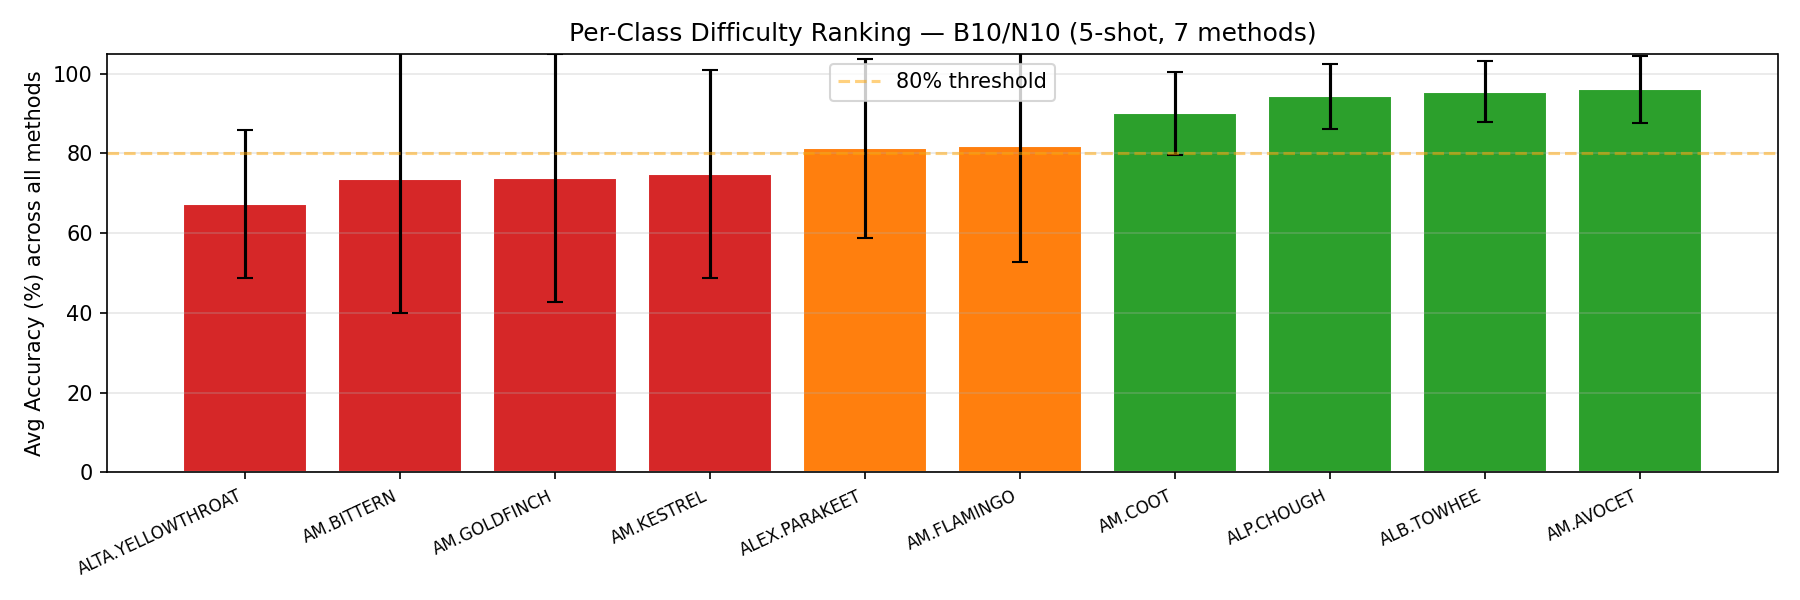 Per-Class Difficulty Ranking — B10/N10 (5-shot, 7 methods)
80% threshold
Avg Accuracy (%) across all methods
100
80
60
40
20
0
ALTA.YELLOWTHROAT
AM.BITTERN
AM.GOLDFINCH
AM.KESTREL
ALEX.PARAKEET
AM.FLAMINGO
AM.COOT
ALP.CHOUGH
ALB.TOWHEE
AM.AVOCET